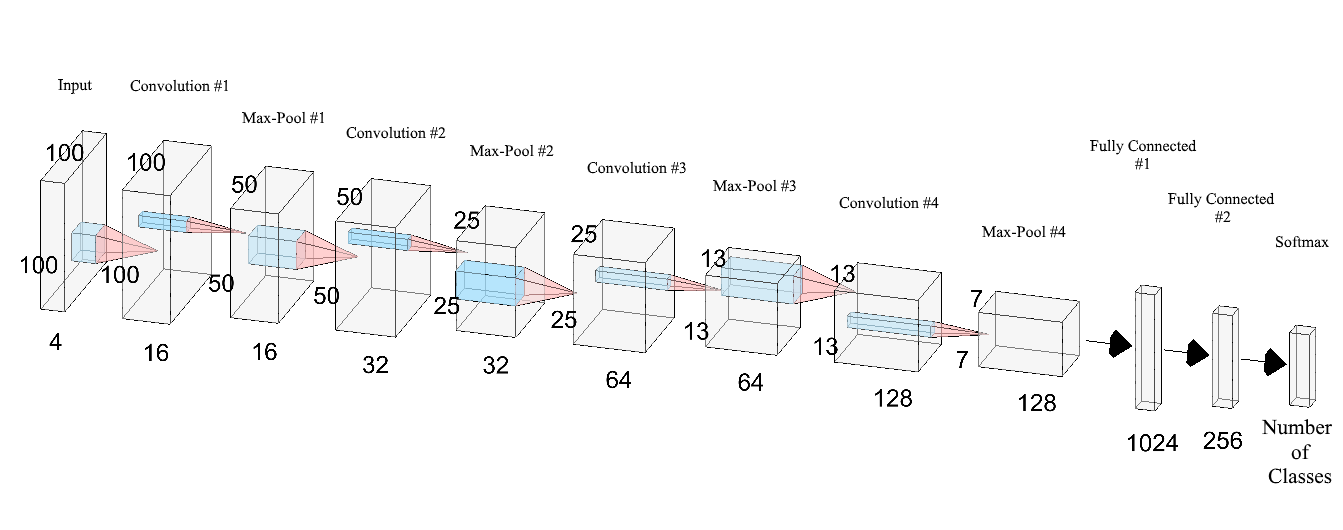 Input
Convolution #1
Max-Pool #1
Convolution #2
Max-Pool #2
Convolution #3
Max-Pool #3
Convolution #4
Max-Pool #4
Fully Connected
#1
Fully Connected
#2
Softmax
100
100
4
100
100
16
50
50
16
50
50
32
25
25
32
25
25
64
13
13
64
13
13
128
7
7
128
1024
256
Number
of
Classes